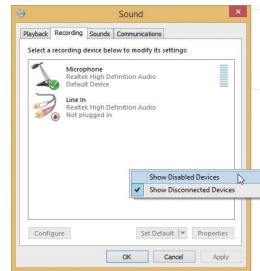 Sound
Playback Recording Sounds Communications
Select a recording device below to modify its settings:
Microphone
Realtek High Definition Audio
Default Device
Line In
Realtek High Definition Audio
Not plugged in
Show Disabled Devices
Show Disconnected Devices
Configure Set Default Properties
OK Cancel Apply